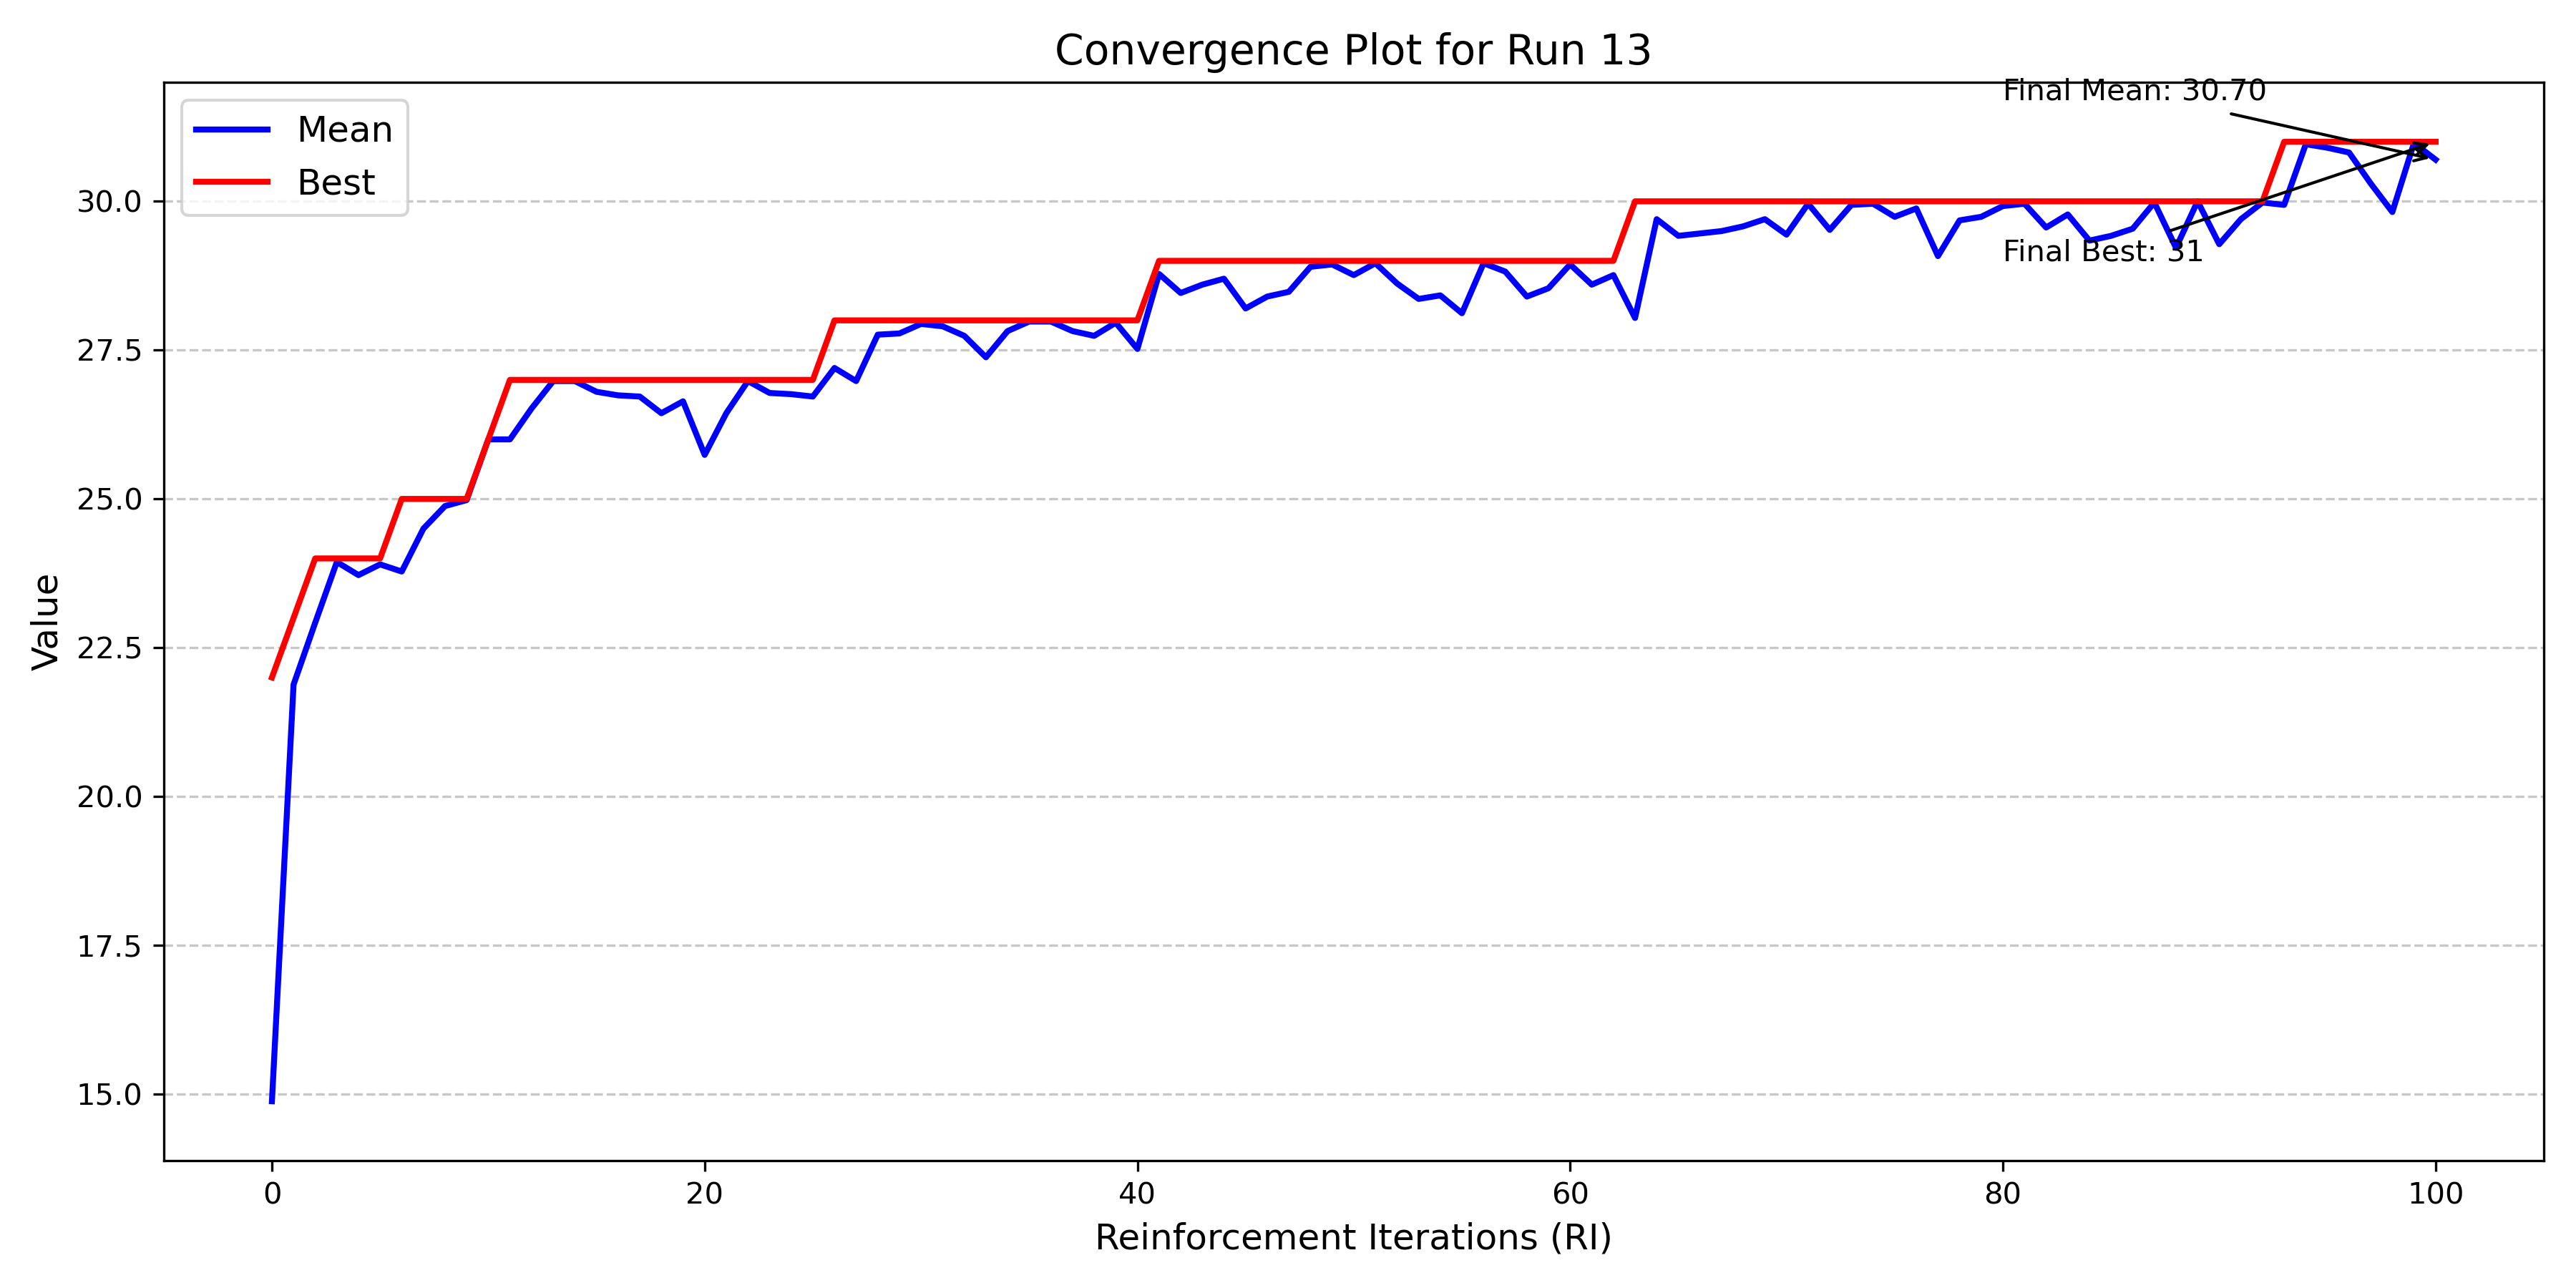 Convergence Plot for Run 13
Mean
Best
Final Mean: 30.70
Final Best: 31
Value
30.0
27.5
25.0
22.5
20.0
17.5
15.0
0
20
40
60
80
100
Reinforcement Iterations (RI)